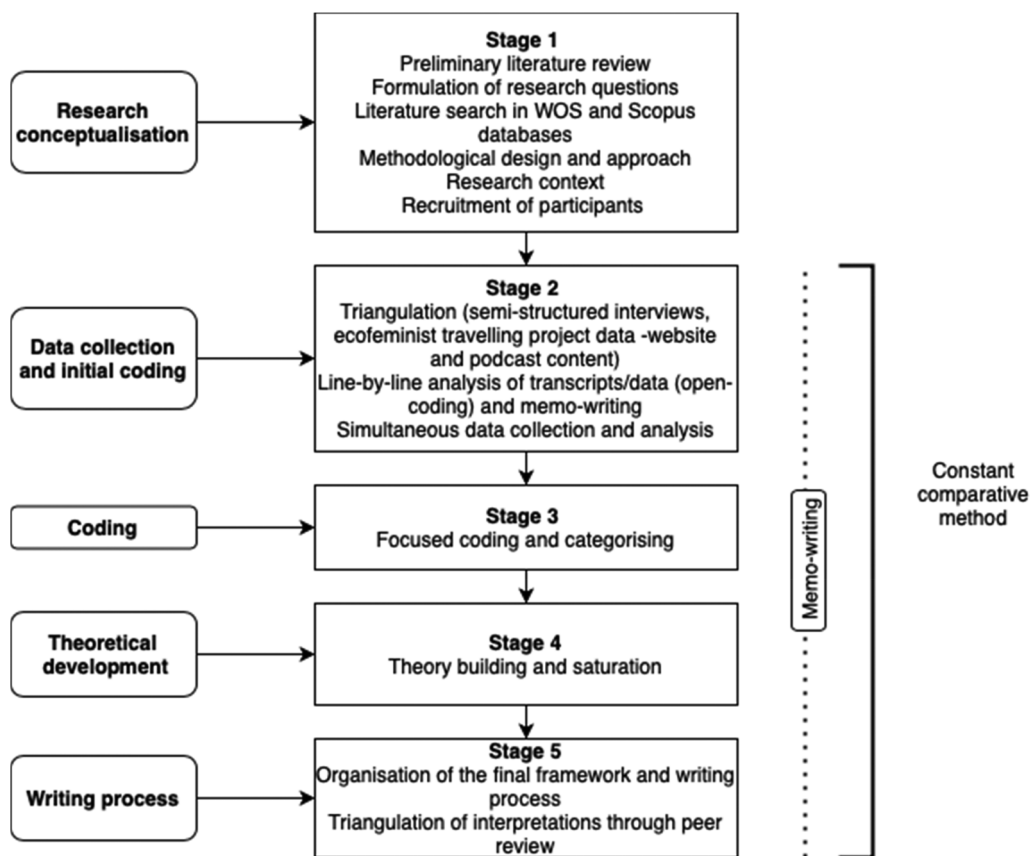 Research
conceptualisation
Stage 1
Preliminary literature review
Formulation of research questions
Literature search in WOS and Scopus
databases
Methodological design and approach
Research context
Recruitment of participants
Data collection
and initial coding
Stage 2
Triangulation (semi-structured interviews,
ecofeminist travelling project data -website
and podcast content)
Line-by-line analysis of transcripts/data (open-
coding) and memo-writing
Simultaneous data collection and analysis
Coding
Stage 3
Focused coding and categorising
Theoretical
development
Stage 4
Theory building and saturation
Writing process
Stage 5
Organisation of the final framework and writing
process
Triangulation of interpretations through peer
review
Memo-writing
Constant
comparative
method